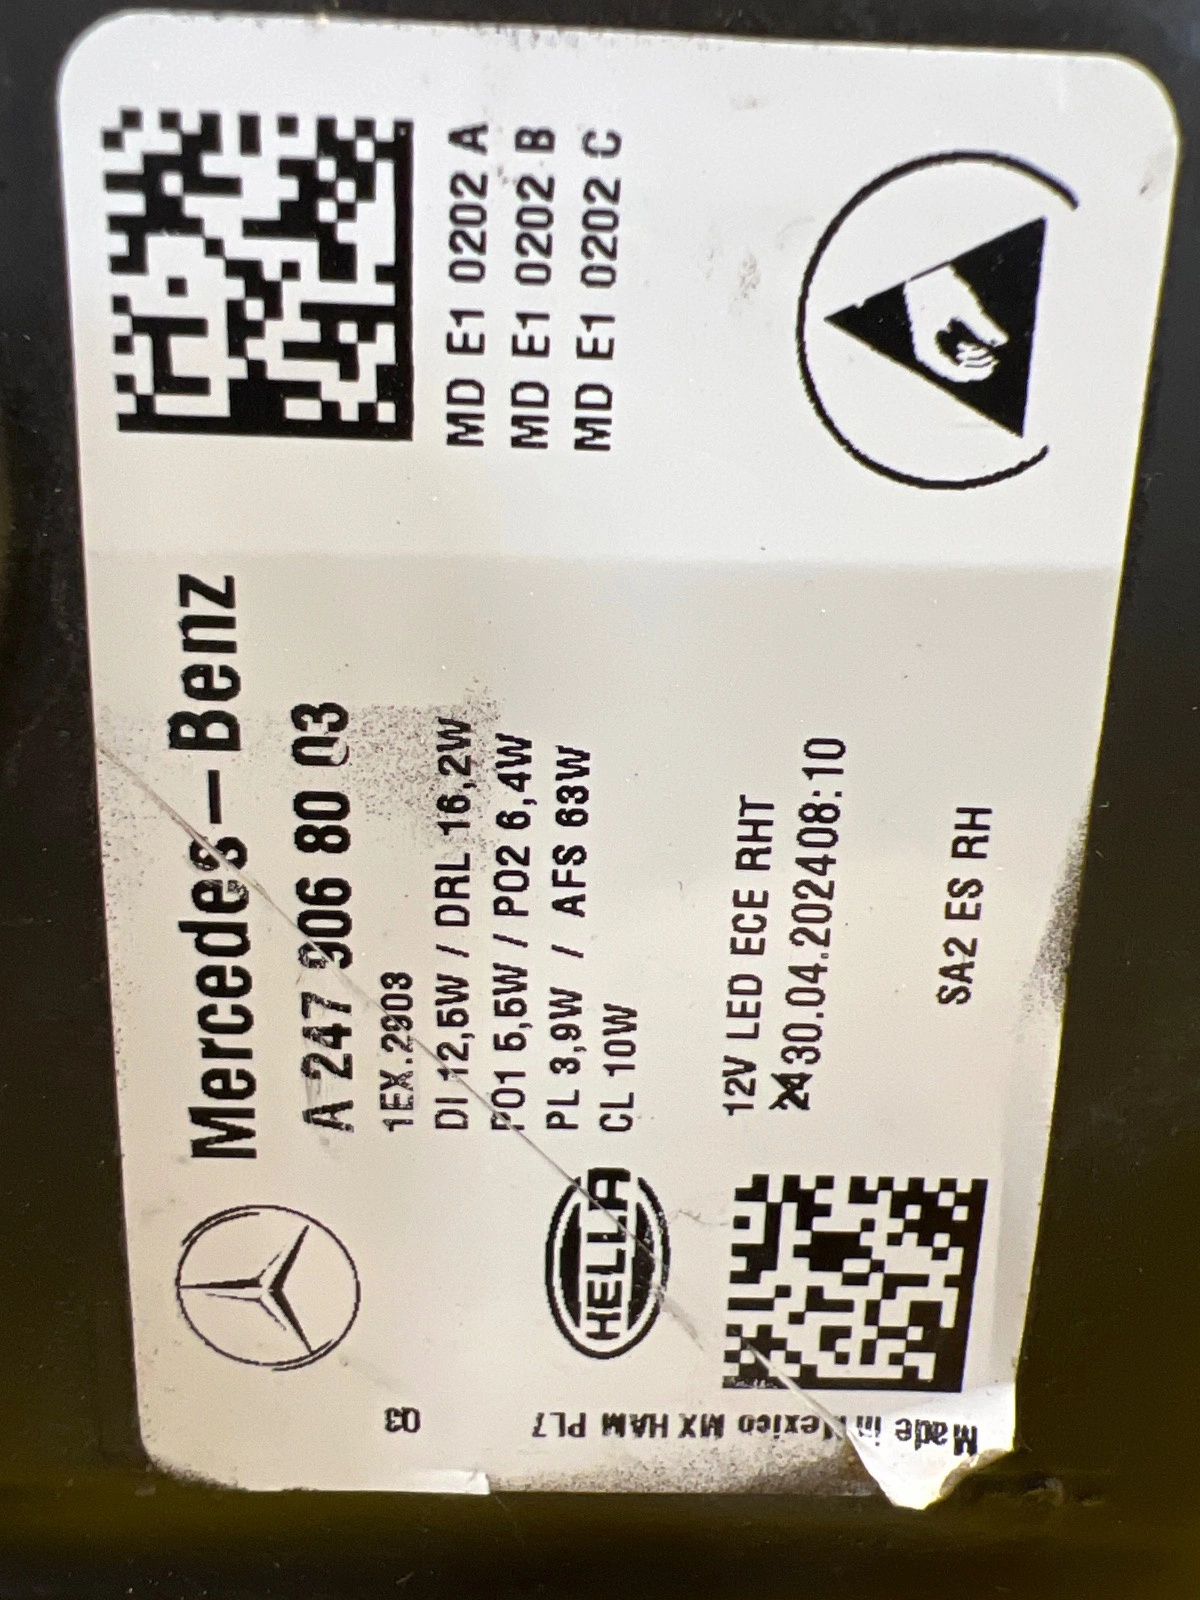 Mercedes-Benz
A 247 906 80 03
1EX.2903
DI 12,5W / DRL 16,2W
PO1 5,5W / PO2 6,4W
PL 3,9W / AFS 63W
CL 10W
HELLA
12V LED ECE RHT
2430.04.202408:10
SA2 ES RH
MD E1 0202 A
MD E1 0202 B
MD E1 0202 C
Made in Mexico MX HAM PL7
Q3